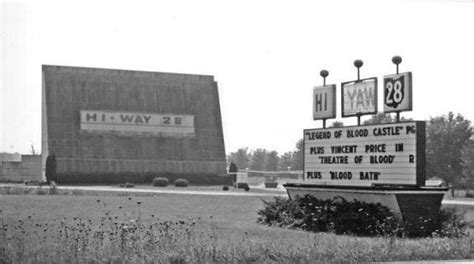 HI-WAY 28
HI YAW 28
"LEGEND OF BLOOD CASTLE" PG
PLUS VINCENT PRICE IN
"THEATRE OF BLOOD" R
PLUS "BLOOD BATH"